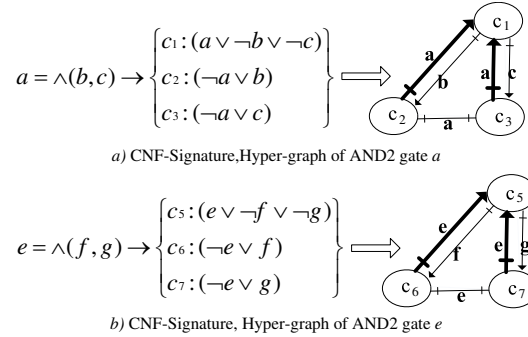 a = ∧(b, c) → { c₁: (a ∨ ¬b ∨ ¬c)
c₂: (¬a ∨ b)
c₃: (¬a ∨ c) }
c₁
a
b
a
c
c₂
a
c₃
a) CNF-Signature,Hyper-graph of AND2 gate a
e = ∧(f, g) → { c₅: (e ∨ ¬f ∨ ¬g)
c₆: (¬e ∨ f)
c₇: (¬e ∨ g) }
c₅
e
f
e
g
c₆
e
c₇
b) CNF-Signature, Hyper-graph of AND2 gate e